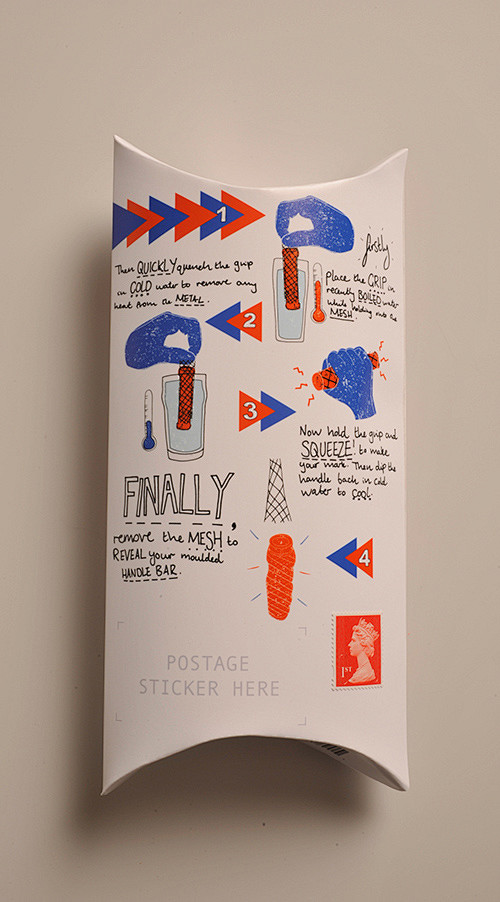 1
firstly,
Place the GRIP in
recently BOILED water
while holding onto the
MESH.
Then QUICKLY quench the grip
in COLD water to remove any
heat from the METAL.
2
3
Now hold the grip and
SQUEEZE! to make
your mark. Then dip the
handle back in cold
water to cool.
FINALLY,
remove the MESH to
REVEAL your moulded
HANDLE BAR.
4
1ST
POSTAGE
STICKER HERE